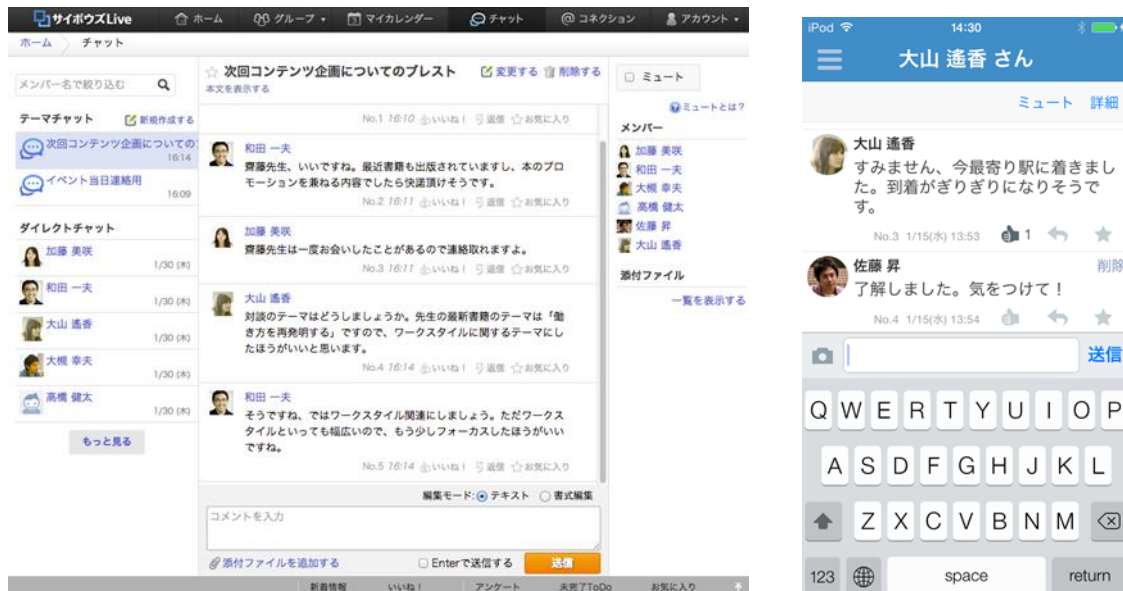 サイボウズLive
ホーム
グループ
マイカレンダー
チャット
コネクション
アカウント
ホーム
チャット
メンバー名で絞り込む
テーマチャット
新規作成する
次回コンテンツ企画についての
16:14
イベント当日連絡用
16:09
ダイレクトチャット
加藤 美咲
1/30 (木)
和田 一夫
1/30 (木)
大山 遙香
1/30 (木)
大槻 幸夫
1/30 (木)
高橋 健太
1/30 (木)
もっと見る
次回コンテンツ企画についてのブレスト
変更する
削除する
本文を表示する
No.1 16:10 いいね! 返信 お気に入り
和田 一夫
齋藤先生、いいですね。最近書籍も出版されていますし、本のプロ
モーションを兼ねる内容でしたら快諾頂けそうです。
No.2 16:11 いいね! 返信 お気に入り
加藤 美咲
齋藤先生は一度お会いしたことがあるので連絡取れますよ。
No.3 16:11 いいね! 返信 お気に入り
大山 遙香
対談のテーマはどうしましょうか。先生の最新書籍のテーマは「働
き方を再発明する」ですので、ワークスタイルに関するテーマにし
たほうがいいと思います。
No.4 16:14 いいね! 返信 お気に入り
和田 一夫
そうですね、ではワークスタイル関連にしましょう。ただワークス
タイルといっても幅広いので、もう少しフォーカスしたほうがいい
ですね。
No.5 16:14 いいね! 返信 お気に入り
編集モード: テキスト 書式編集
コメントを入力
添付ファイルを追加する
Enterで送信する
送信
ミュート
ミュートとは?
メンバー
加藤 美咲
和田 一夫
大槻 幸夫
高橋 健太
佐藤 昇
大山 遙香
添付ファイル
一覧を表示する
新着情報
いいね!
アンケート
未完了ToDo
お気に入り
iPod
14:30
大山 遙香 さん
ミュート 詳細
大山 遙香
すみません、今最寄り駅に着きまし
た。到着がぎりぎりになりそうで
す。
No.3 1/15(水) 13:53 1
佐藤 昇
削除
了解しました。気をつけて!
No.4 1/15(水) 13:54
送信
Q W E R T Y U I O P
A S D F G H J K L
Z X C V B N M
123
space
return